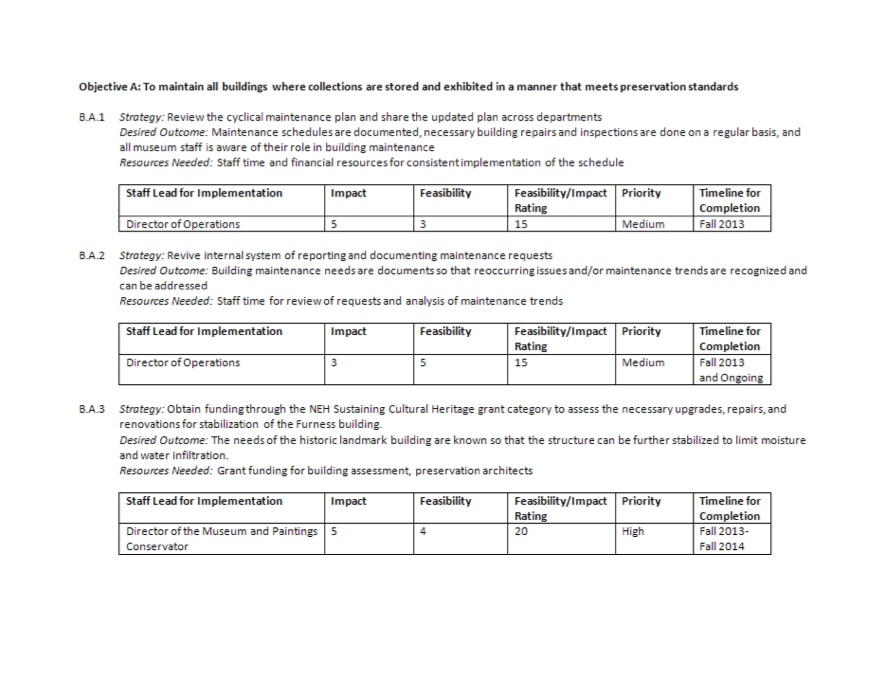 Objective A: To maintain all buildings where collections are stored and exhibited in a manner that meets preservation standards
B.A.1 Strategy: Review the cyclical maintenance plan and share the updated plan across departments
Desired Outcome: Maintenance schedules are documented, necessary building repairs and inspections are done on a regular basis, and
all museum staff is aware of their role in building maintenance
Resources Needed: Staff time and financial resources for consistent implementation of the schedule
Staff Lead for Implementation Impact Feasibility Feasibility/Impact Priority Timeline for
Rating Completion
Director of Operations 5 3 15 Medium Fall 2013
B.A.2 Strategy: Revive internal system of reporting and documenting maintenance requests
Desired Outcome: Building maintenance needs are documents so that reoccurring issues and/or maintenance trends are recognized and
can be addressed
Resources Needed: Staff time for review of requests and analysis of maintenance trends
Staff Lead for Implementation Impact Feasibility Feasibility/Impact Priority Timeline for
Rating Completion
Director of Operations 3 5 15 Medium Fall 2013
and Ongoing
B.A.3 Strategy: Obtain funding through the NEH Sustaining Cultural Heritage grant category to assess the necessary upgrades, repairs, and
renovations for stabilization of the Furness building.
Desired Outcome: The needs of the historic landmark building are known so that the structure can be further stabilized to limit moisture
and water infiltration.
Resources Needed: Grant funding for building assessment, preservation architects
Staff Lead for Implementation Impact Feasibility Feasibility/Impact Priority Timeline for
Rating Completion
Director of the Museum and Paintings 5 4 20 High Fall 2013-
Conservator Fall 2014